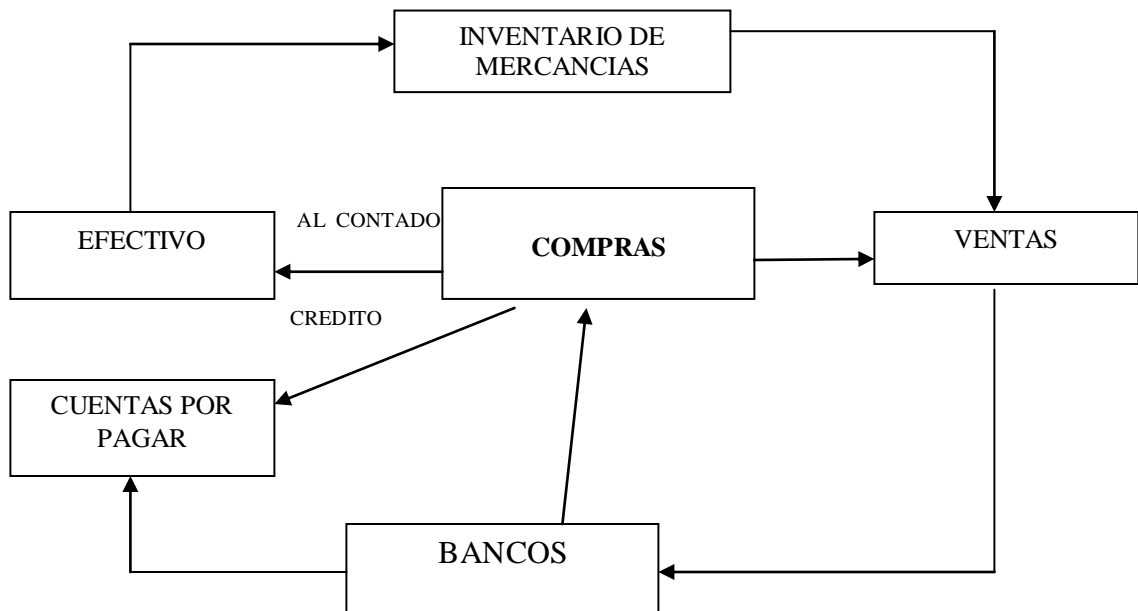 INVENTARIO DE
MERCANCIAS
AL CONTADO
EFECTIVO
COMPRAS
VENTAS
CREDITO
CUENTAS POR
PAGAR
BANCOS